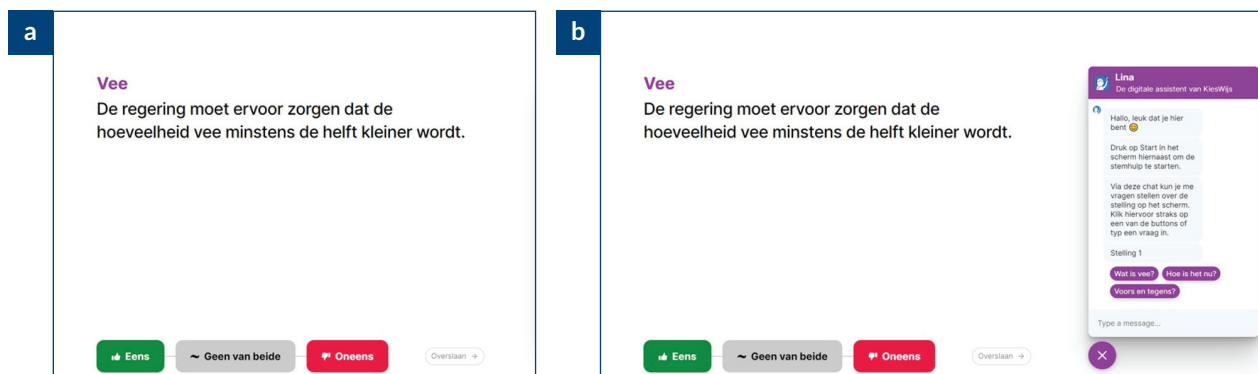 a
Vee
De regering moet ervoor zorgen dat de
hoeveelheid vee minstens de helft kleiner wordt.
Eens
~ Geen van beide
Oneens
Overslaan →
b
Vee
De regering moet ervoor zorgen dat de
hoeveelheid vee minstens de helft kleiner wordt.
Eens
~ Geen van beide
Oneens
Overslaan →
Lina
De digitale assistent van KiesWijs
Hallo, leuk dat je hier
bent 😊
Druk op Start in het
scherm hiernaast om de
stemhulp te starten.
Via deze chat kun je me
vragen stellen over de
stelling op het scherm.
Klik hiervoor straks op
een van de buttons of
typ een vraag in.
Stelling 1
Wat is vee?
Hoe is het nu?
Voors en tegens?
Type a message...